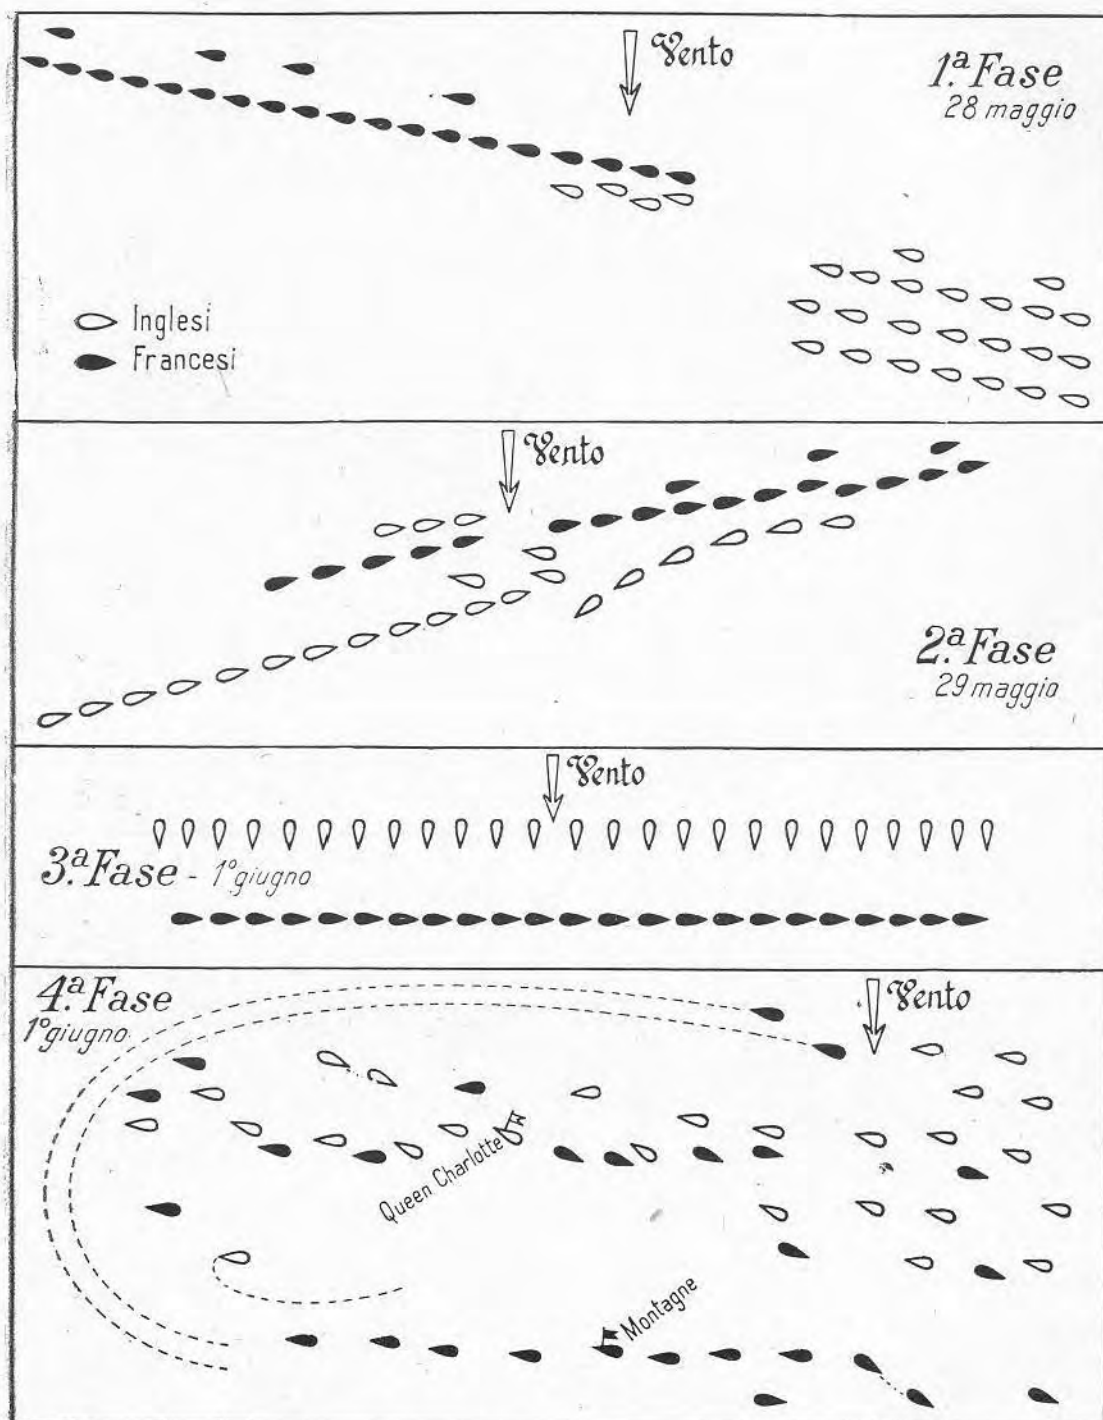 Vento
1.ª Fase
28 maggio
Inglesi
Francesi
Vento
2.ª Fase
29 maggio
Vento
3.ª Fase - 1° giugno
4.ª Fase
1° giugno
Vento
Queen Charlotte
Montagne